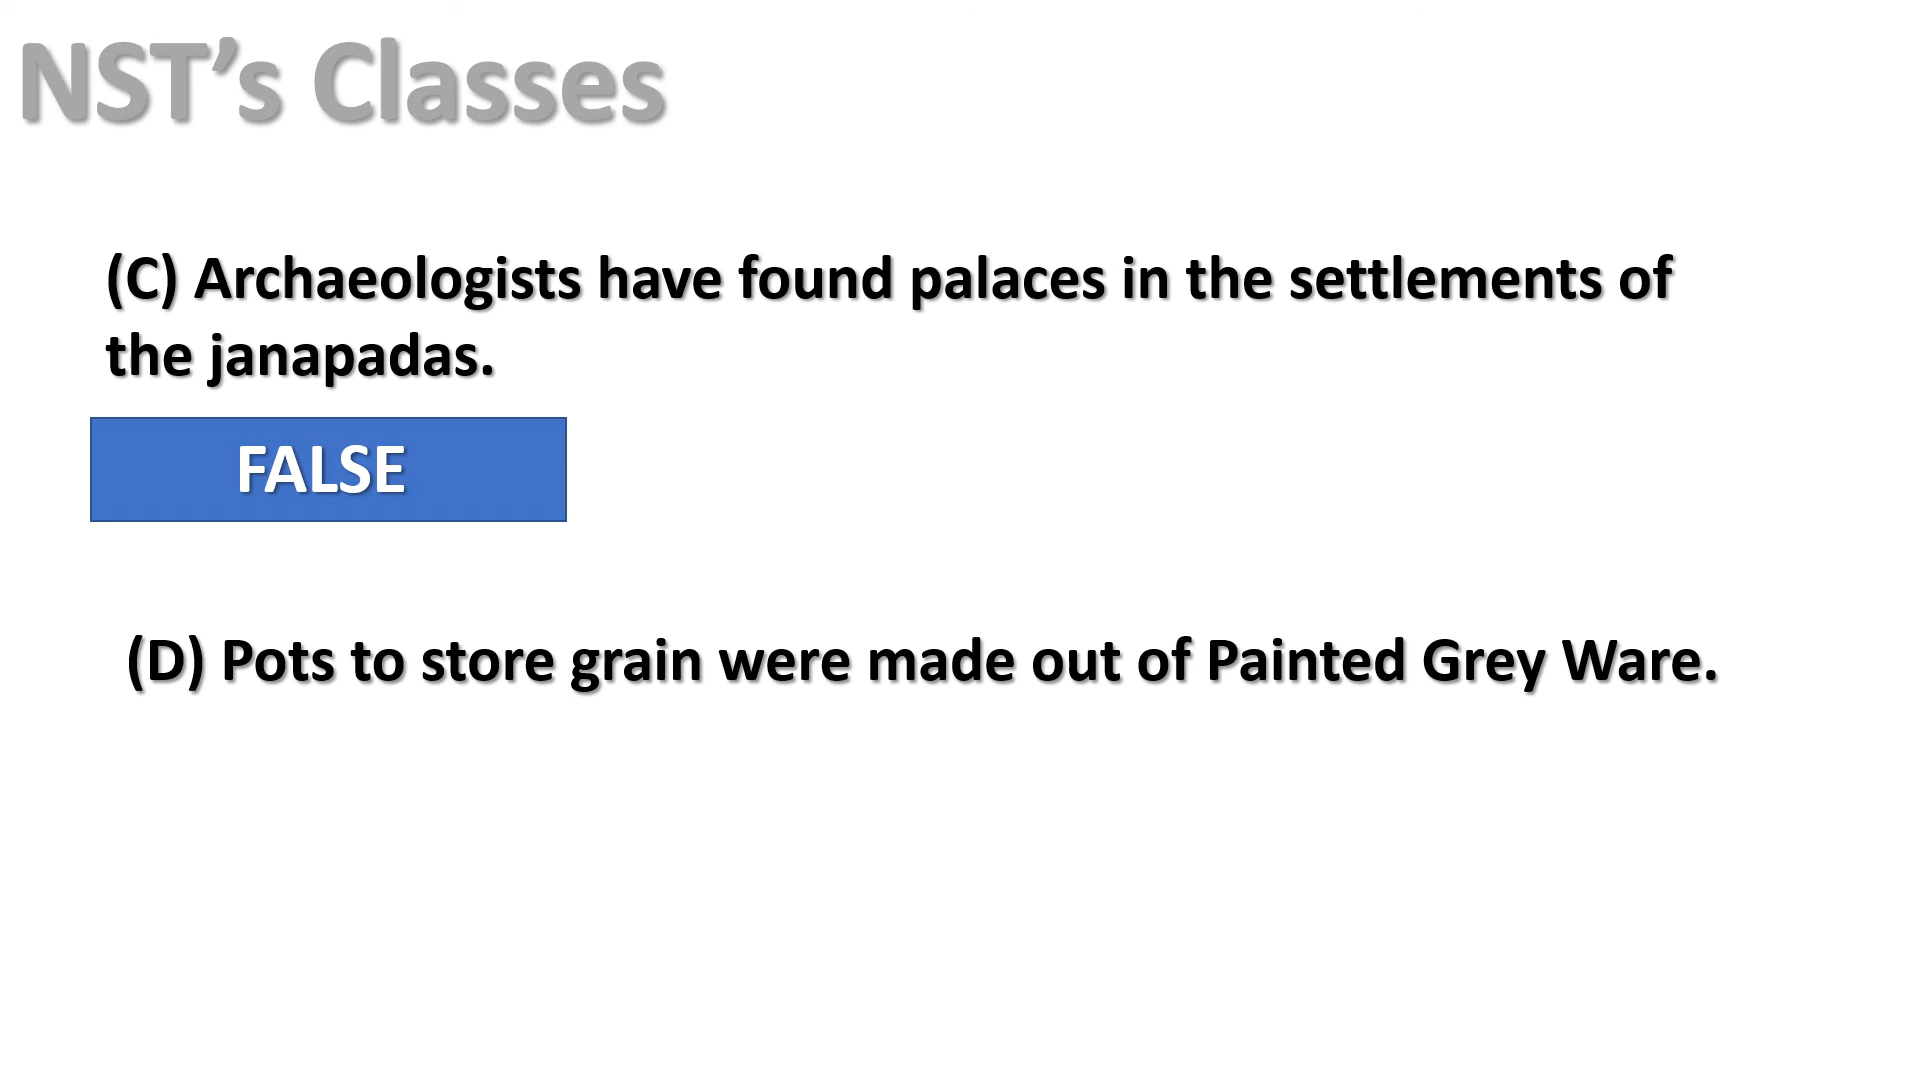 NST’s Classes
(C) Archaeologists have found palaces in the settlements of
the janapadas.
FALSE
(D) Pots to store grain were made out of Painted Grey Ware.